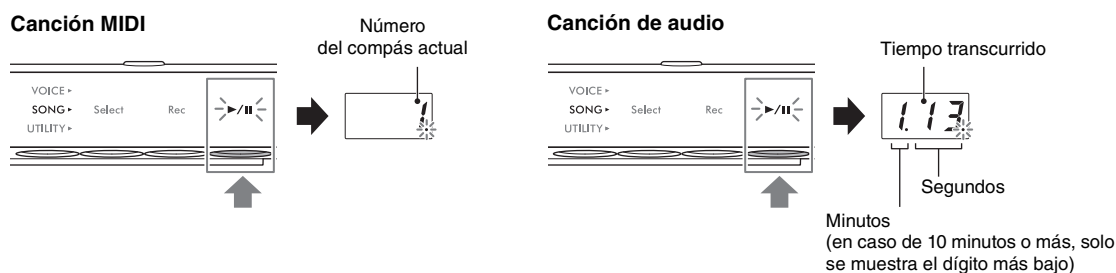 Canción MIDI
Número
del compás actual
VOICE ▸
SONG ▸ Select Rec ►/II
UTILITY ▸
1
Canción de audio
Tiempo transcurrido
VOICE ▸
SONG ▸ Select Rec ►/II
UTILITY ▸
1.13
Segundos
Minutos
(en caso de 10 minutos o más, solo
se muestra el dígito más bajo)